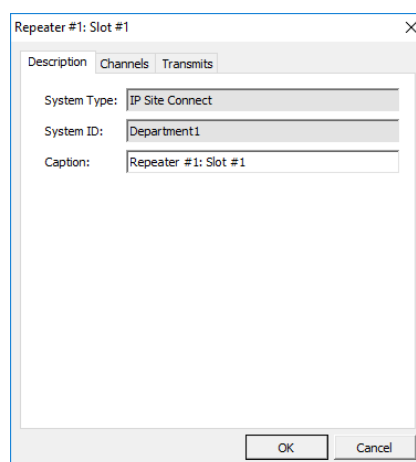 Repeater #1: Slot #1
Description Channels Transmits
System Type: IP Site Connect
System ID: Department1
Caption: Repeater #1: Slot #1
OK Cancel